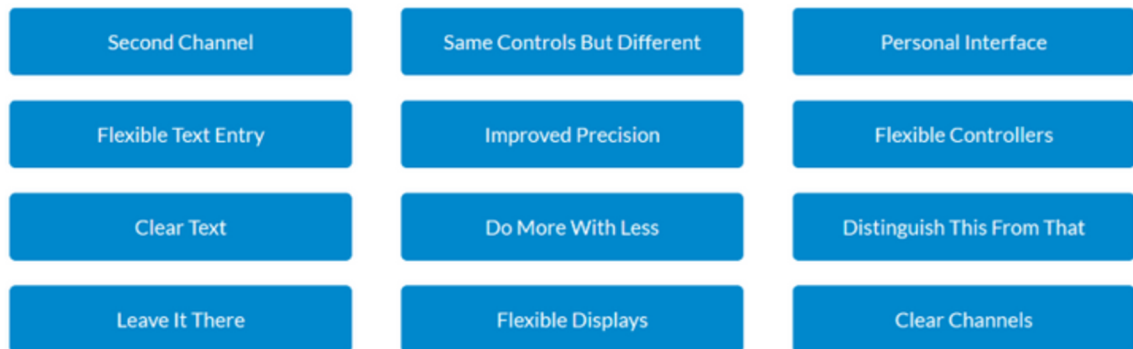 Second Channel
Same Controls But Different
Personal Interface
Flexible Text Entry
Improved Precision
Flexible Controllers
Clear Text
Do More With Less
Distinguish This From That
Leave It There
Flexible Displays
Clear Channels